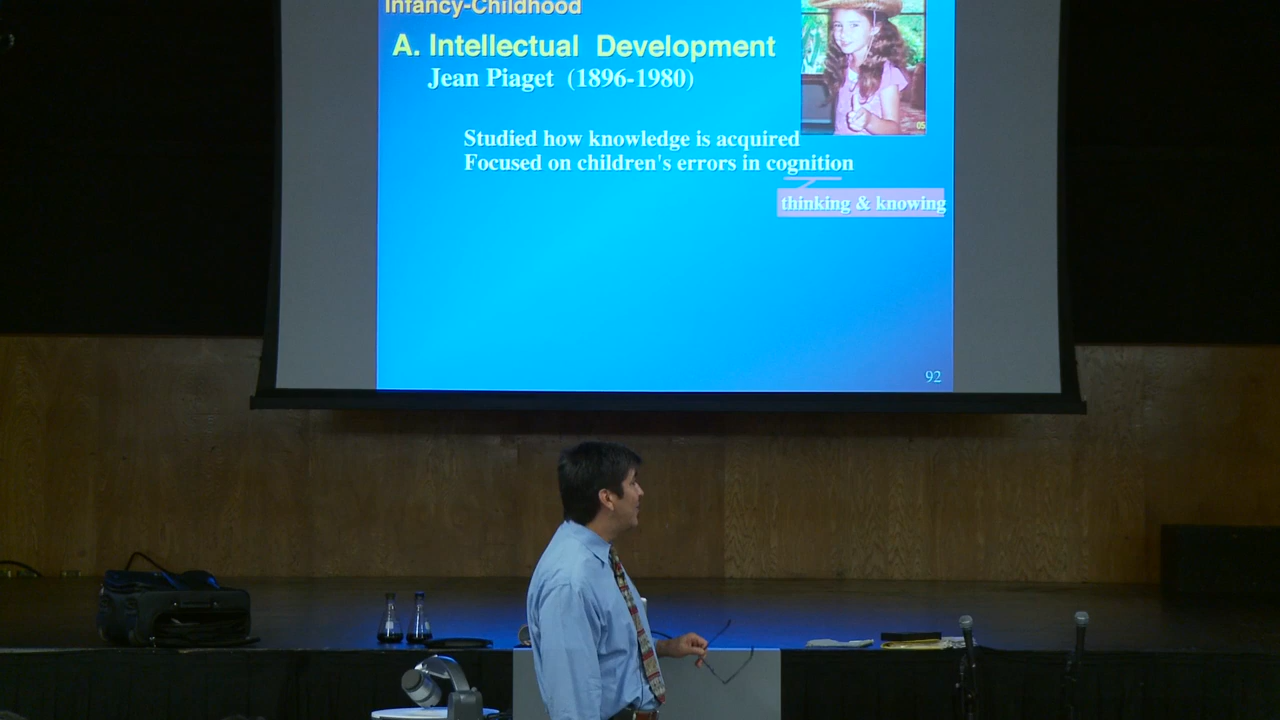 Infancy-Childhood
A. Intellectual Development
Jean Piaget (1896-1980)
05
Studied how knowledge is acquired
Focused on children's errors in cognition
thinking & knowing
92